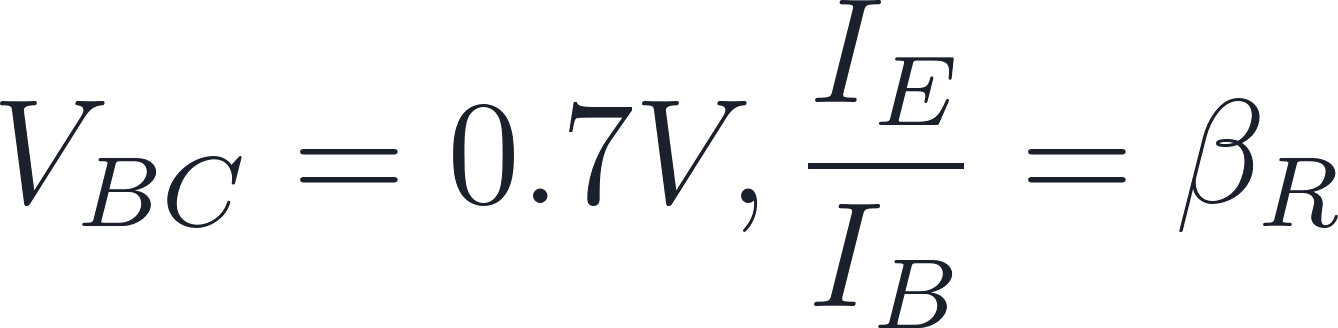 $V_{BC} = 0.7V, \frac{I_E}{I_B} = \beta_R$